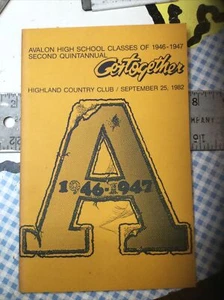 AVALON HIGH SCHOOL CLASSES OF 1946-1947
SECOND QUINTANNUAL Get together
HIGHLAND COUNTRY CLUB / SEPTEMBER 25, 1982
A
1946-1947